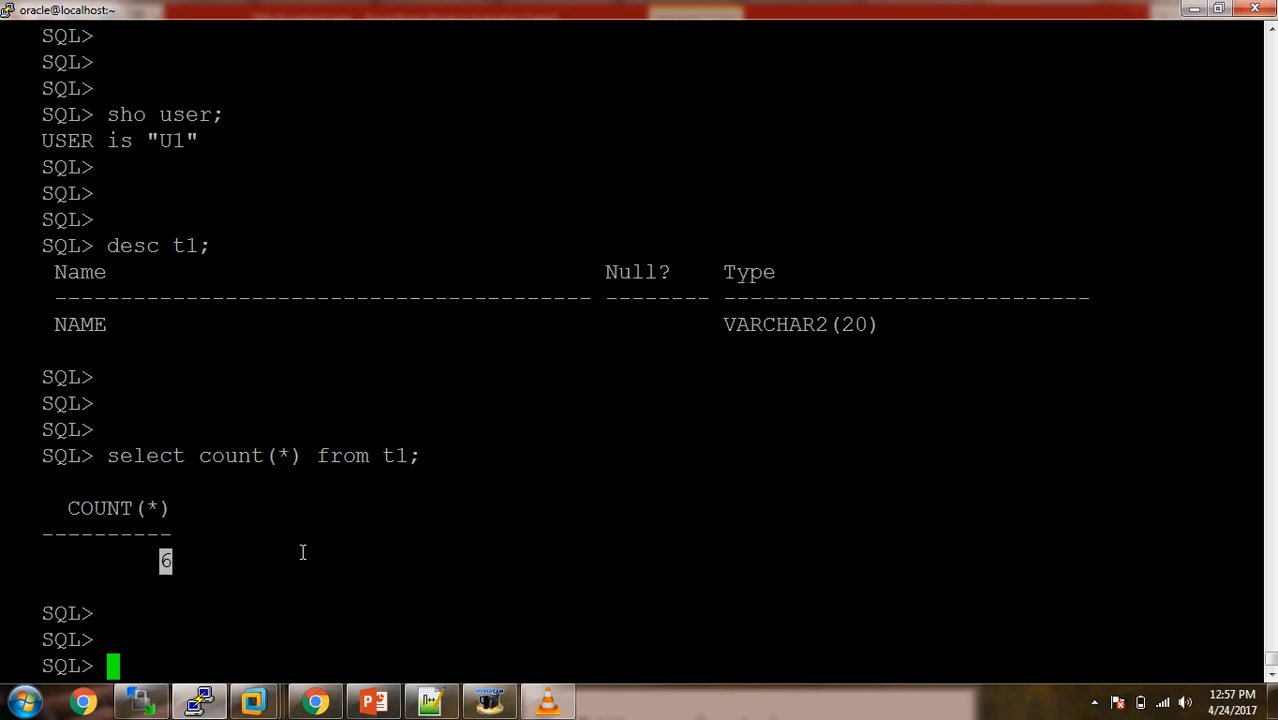 oracle@localhost:~
SQL>
SQL>
SQL>
SQL> sho user;
USER is "U1"
SQL>
SQL>
SQL>
SQL> desc t1;
Name Null? Type
----------------------------------------- -------- ----------------------------
NAME VARCHAR2(20)
SQL>
SQL>
SQL>
SQL> select count(*) from t1;
COUNT(*)
----------
6
SQL>
SQL>
SQL>
12:57 PM
4/24/2017